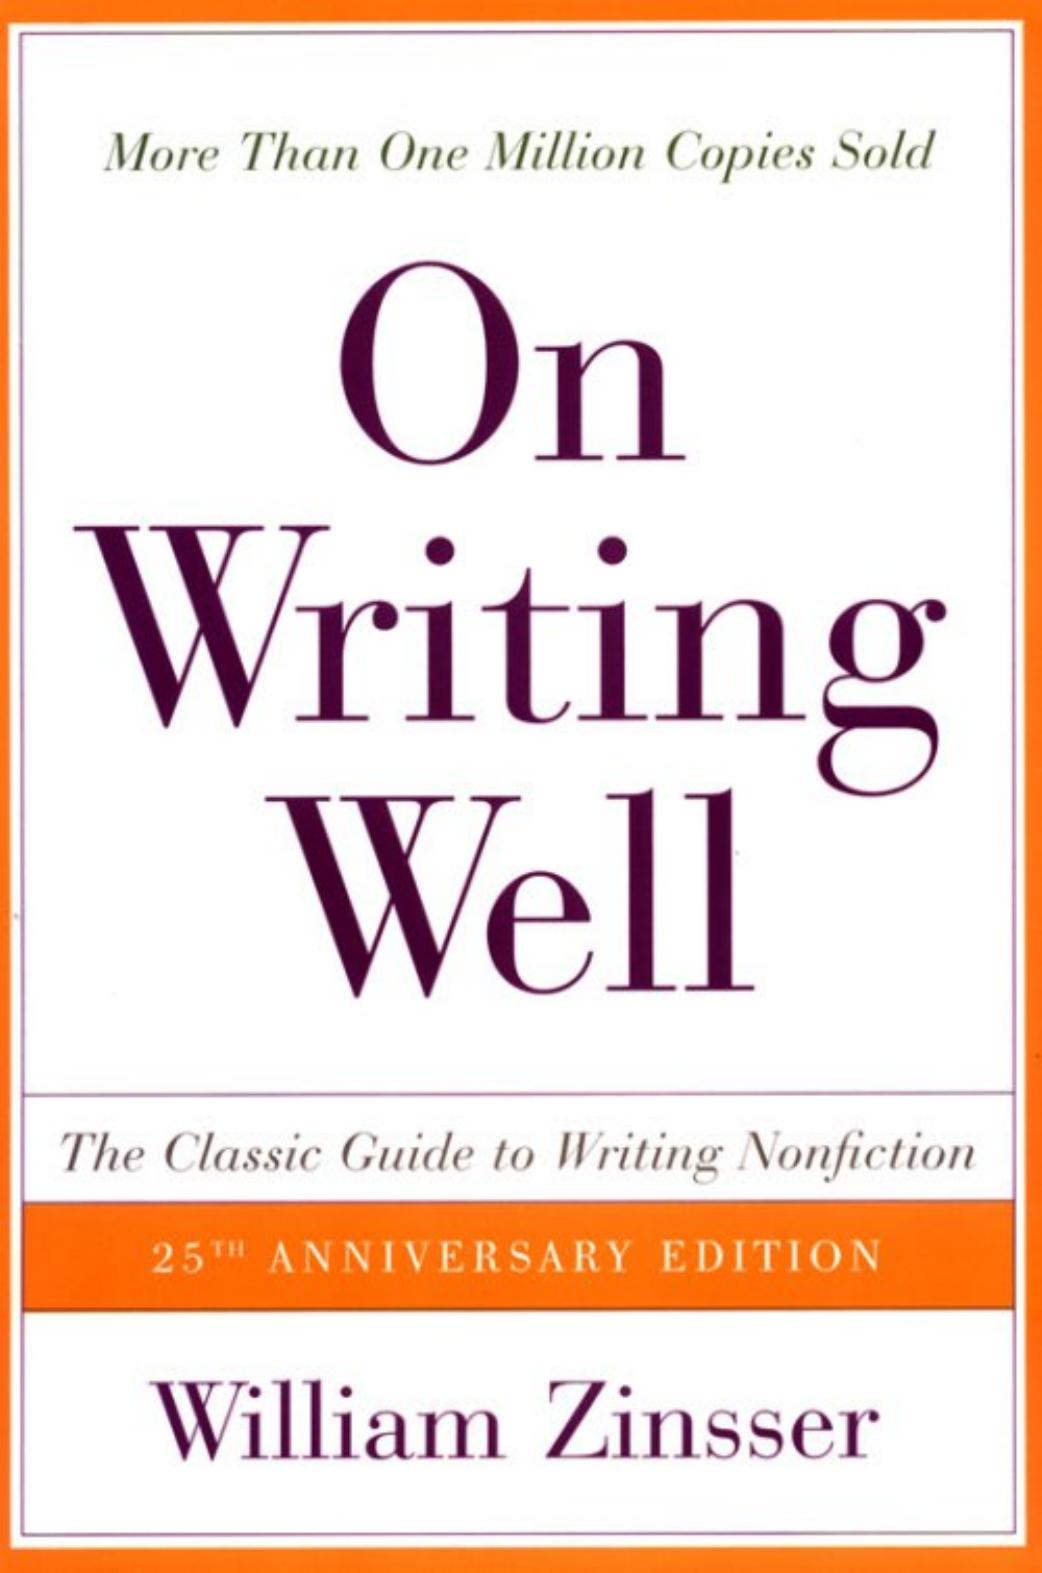 More Than One Million Copies Sold
On
Writing
Well
The Classic Guide to Writing Nonfiction
25TH ANNIVERSARY EDITION
William Zinsser